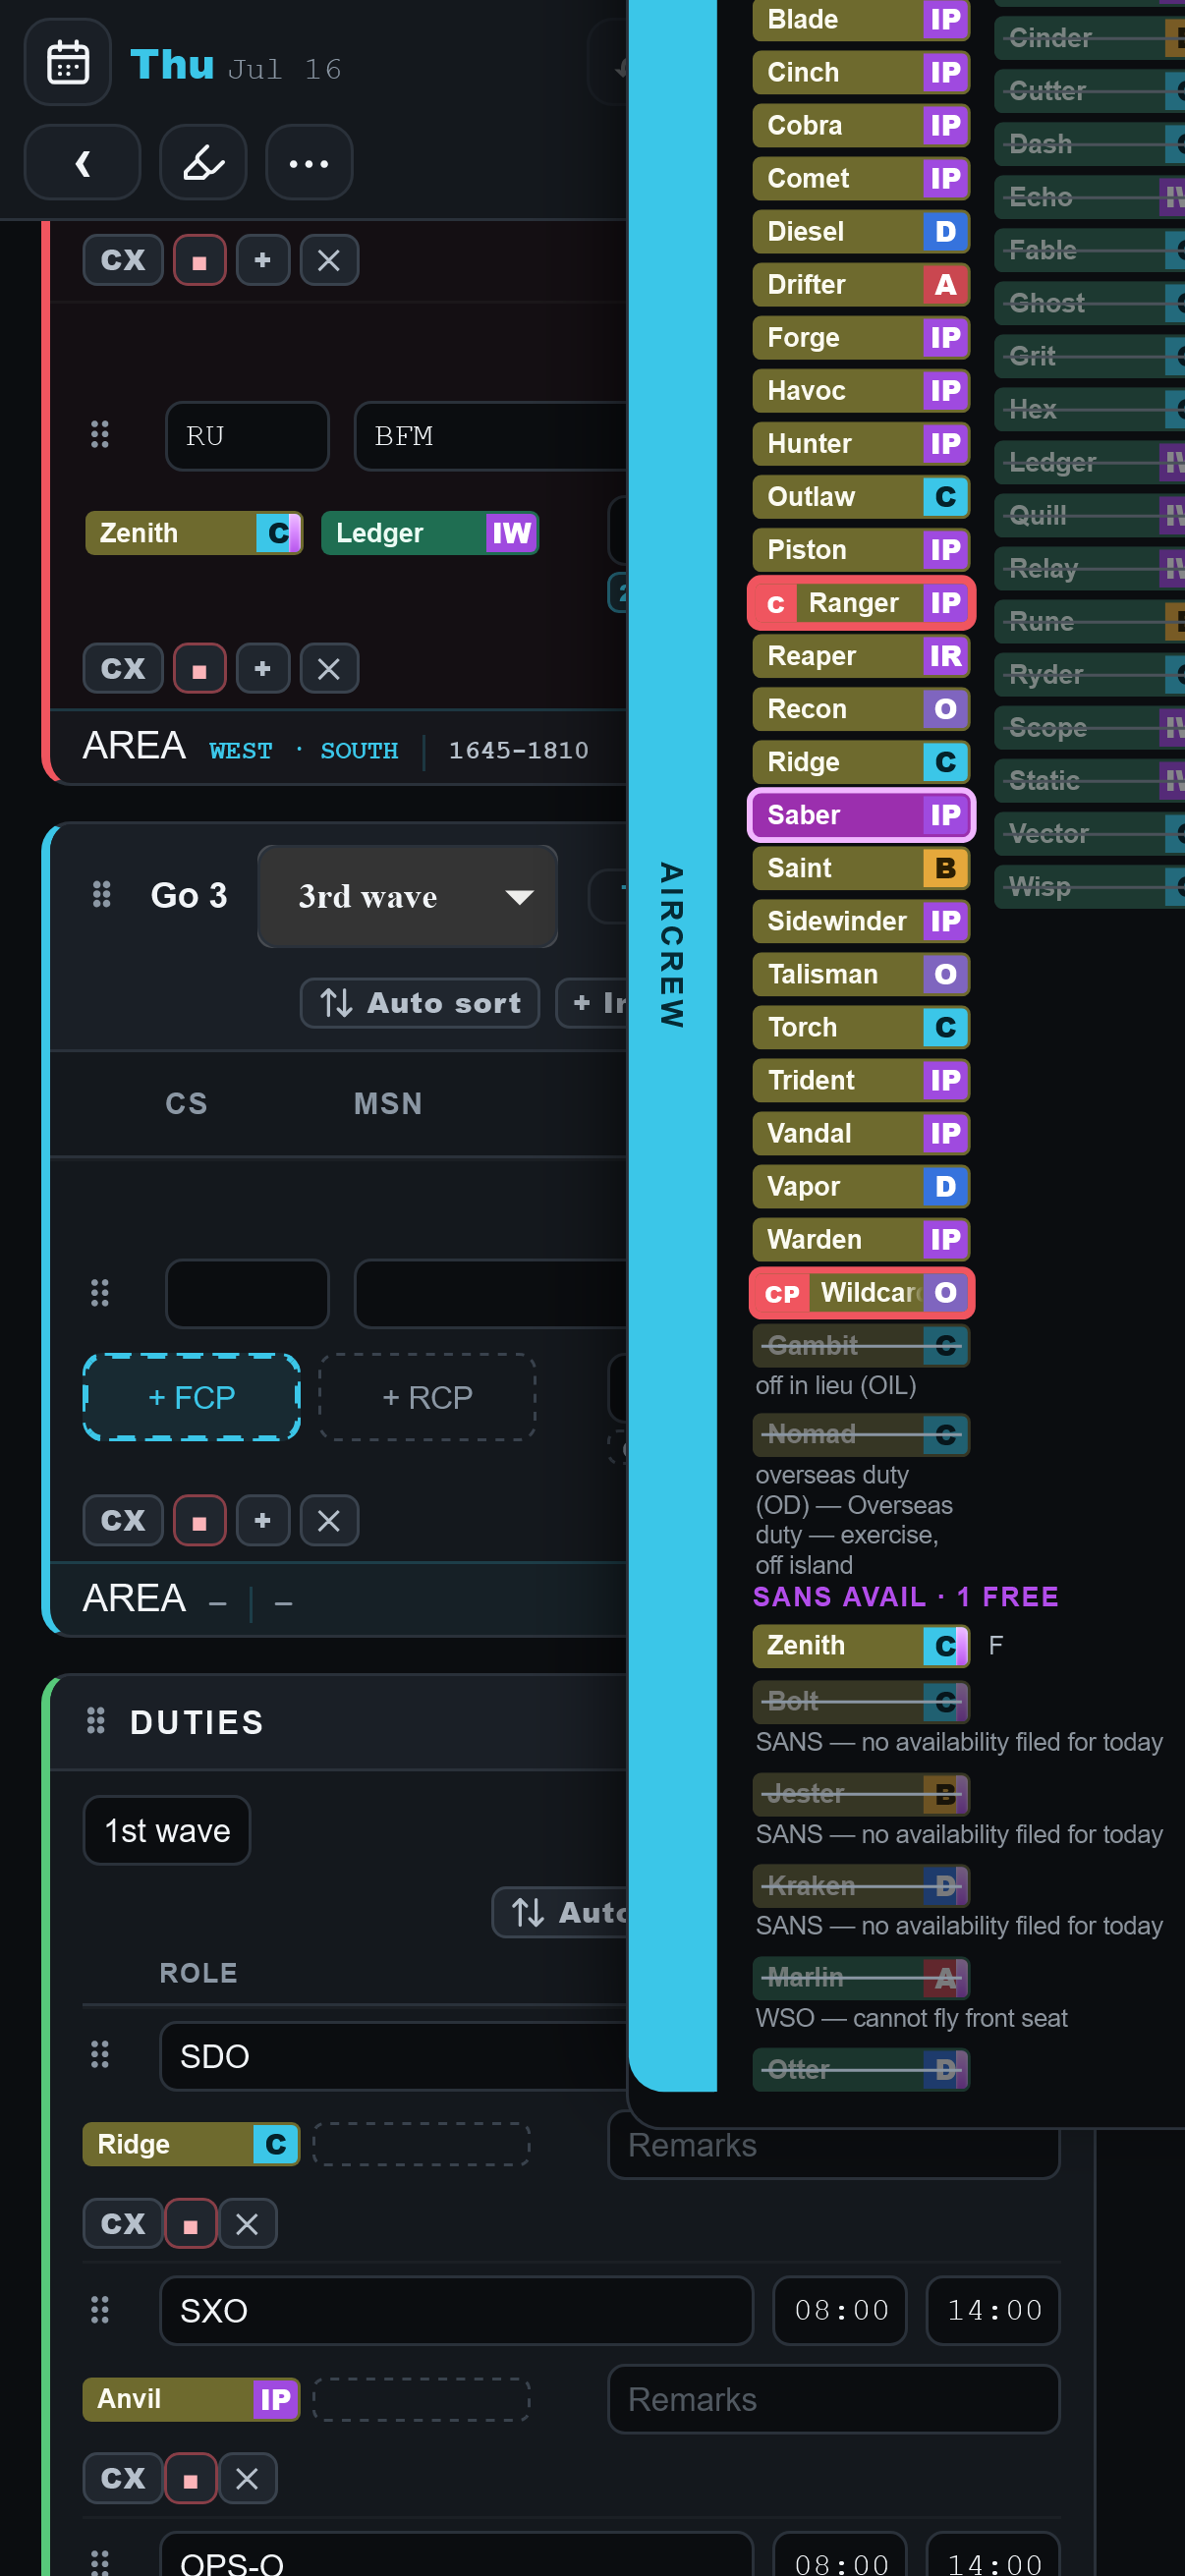 Thu Jul 16
CX
+
RU
BFM
Zenith C
Ledger IW
CX
+
AREA WEST · SOUTH 1645–1810
Go 3
3rd wave
Auto sort
CS
MSN
+ FCP
+ RCP
CX
+
AREA – –
DUTIES
1st wave
ROLE
SDO
Ridge C
Remarks
CX
SXO
08:00
14:00
Anvil IP
Remarks
CX
OPS-O
08:00
14:00
AIRCREW
Blade IP
Cinch IP
Cobra IP
Comet IP
Diesel D
Drifter A
Forge IP
Havoc IP
Hunter IP
Outlaw C
Piston IP
C Ranger IP
Reaper IR
Recon O
Ridge C
Saber IP
Saint B
Sidewinder IP
Talisman O
Torch C
Trident IP
Vandal IP
Vapor D
Warden IP
CP Wildcar O
Gambit C
off in lieu (OIL)
Nomad C
overseas duty
(OD) — Overseas
duty — exercise,
off island
SANS AVAIL · 1 FREE
Zenith C F
Bolt C
SANS — no availability filed for today
Jester B
SANS — no availability filed for today
Kraken D
SANS — no availability filed for today
Marlin A
WSO — cannot fly front seat
Otter D
Cinder
Cutter
Dash
Echo
Fable
Ghost
Grit
Hex
Ledger
Quill
Relay
Rune
Ryder
Scope
Static
Vector
Wisp